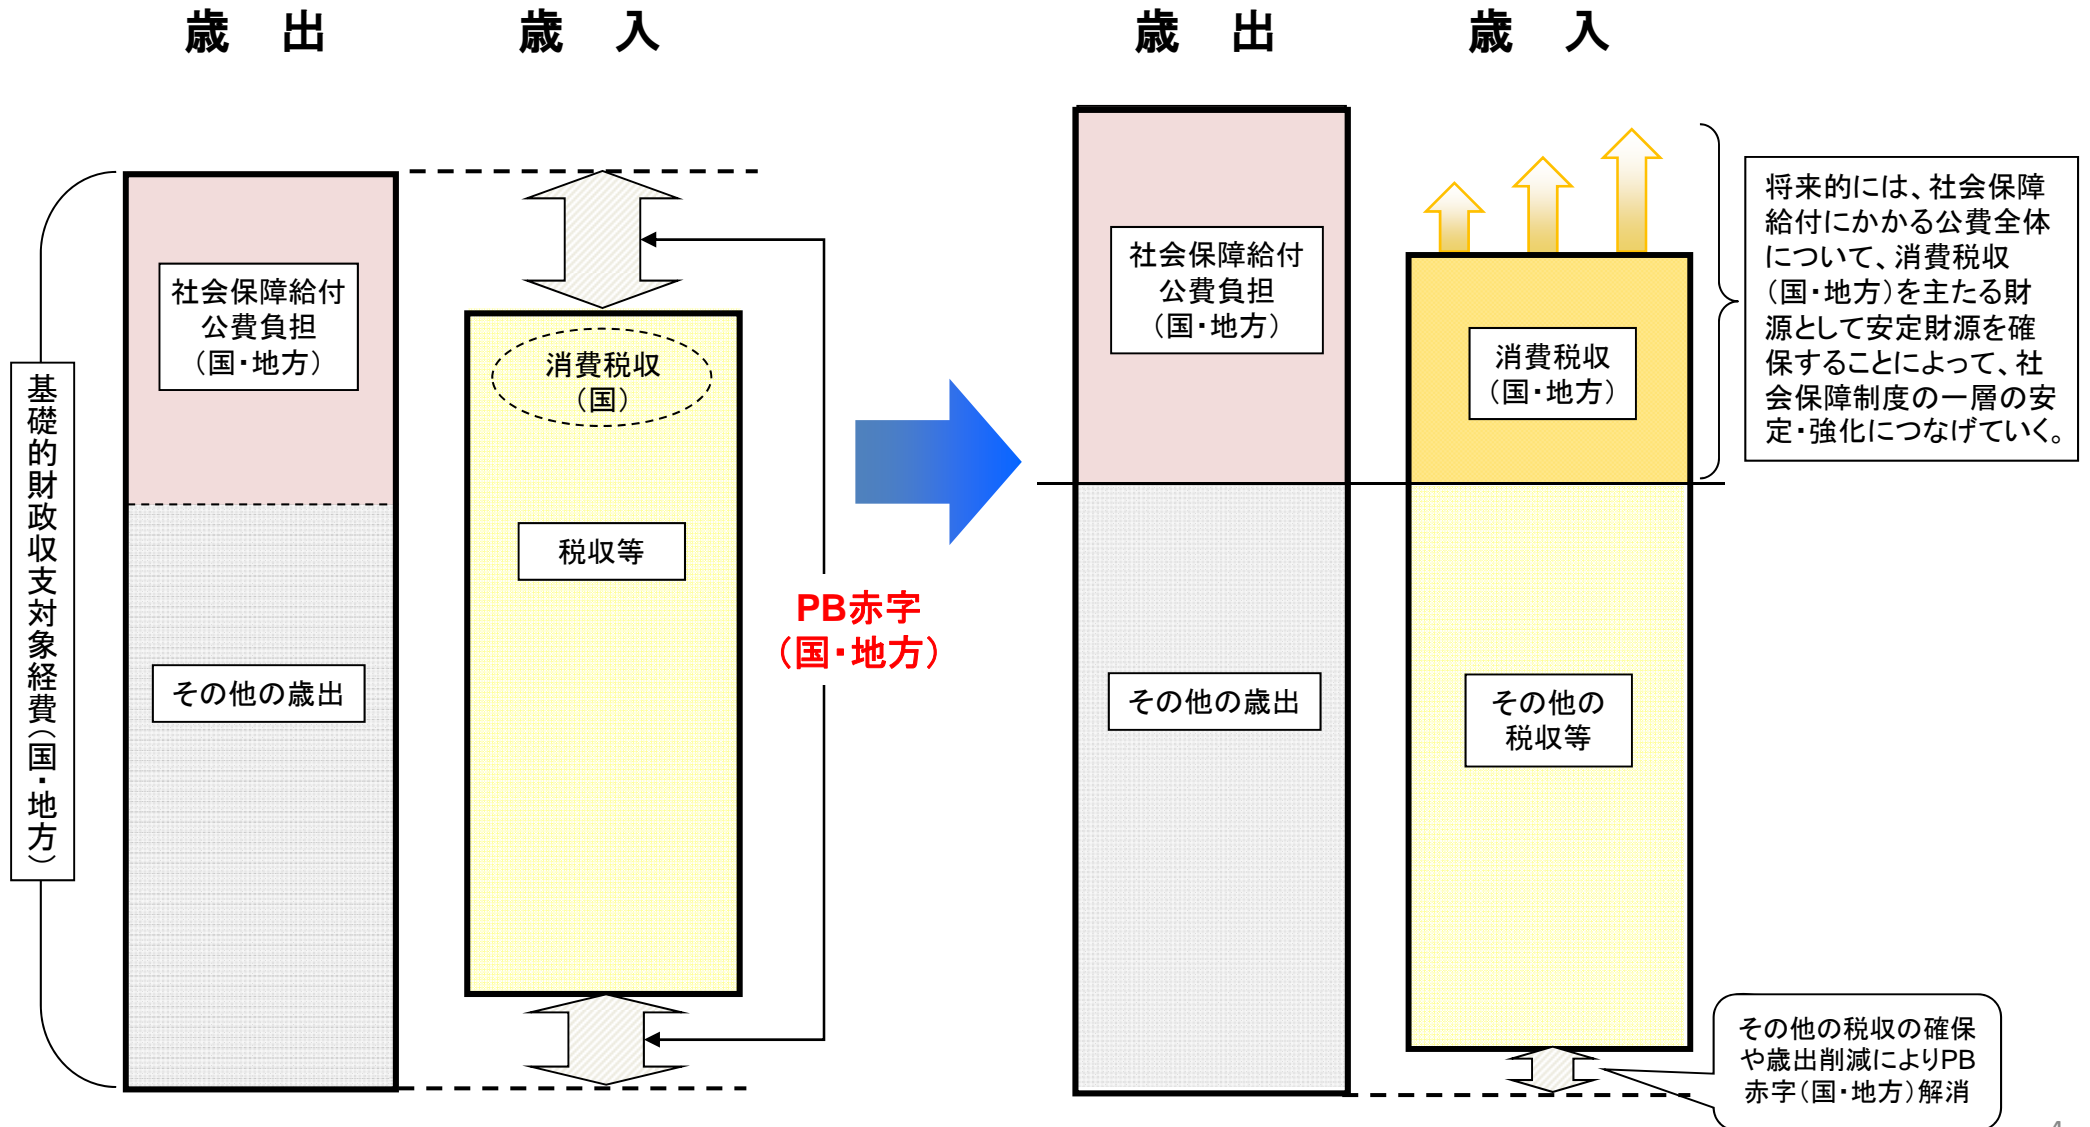 歳　出
歳　入
歳　出
歳　入
基礎的財政収支対象経費（国・地方）
社会保障給付
公費負担
（国・地方）
その他の歳出
消費税収
（国）
税収等
PB赤字
（国・地方）
社会保障給付
公費負担
（国・地方）
その他の歳出
消費税収
（国・地方）
その他の
税収等
将来的には、社会保障
給付にかかる公費全体
について、消費税収
（国・地方）を主たる財
源として安定財源を確
保することによって、社
会保障制度の一層の安
定・強化につなげていく。
その他の税収の確保
や歳出削減によりPB
赤字（国・地方）解消